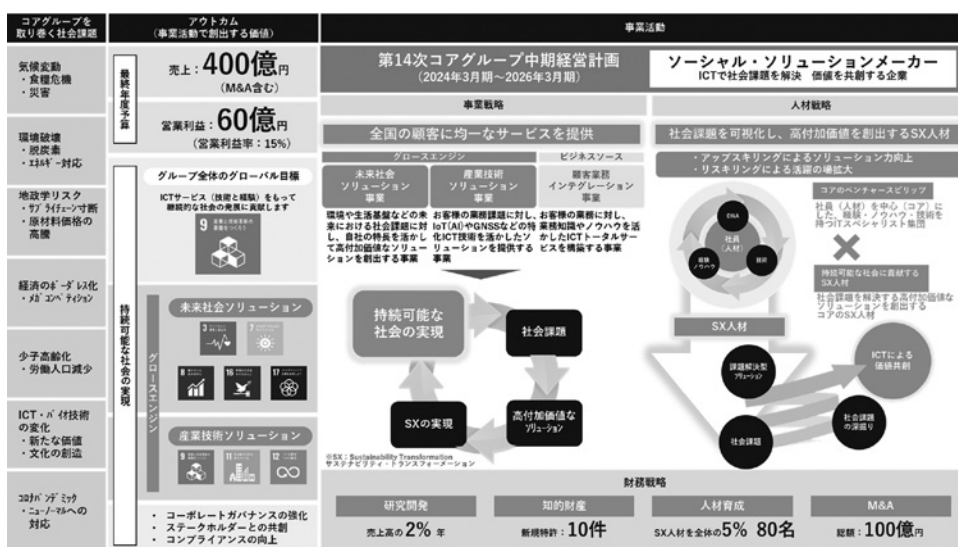 コアグループを
取り巻く社会課題
気候変動
・食糧危機
・災害
環境破壊
・脱炭素
・エネルギー対応
地政学リスク
・サプライチェーン寸断
・原材料価格の
高騰
経済のボーダレス化
・メガコンペティション
少子高齢化
・労働人口減少
ICT・バイオ技術
の変化
・新たな価値
・文化の創造
コロナパンデミック
・ニューノーマルへの
対応
アウトカム
(事業活動で創出する価値)
最終年度予算
売上:400億円
(M&A含む)
営業利益:60億円
(営業利益率:15%)
持続可能な社会の実現
グループ全体のグローバル目標
ICTサービス(技術と経験)をもって
継続的な社会の発展に貢献します
9
グロースエンジン
未来社会ソリューション
3
7
8
16
17
産業技術ソリューション
9
11
12
・コーポレートガバナンスの強化
・ステークホルダーとの共創
・コンプライアンスの向上
事業活動
第14次コアグループ中期経営計画
(2024年3月期~2026年3月期)
ソーシャル・ソリューションメーカー
ICTで社会課題を解決 価値を共創する企業
事業戦略
全国の顧客に均一なサービスを提供
グロースエンジン
ビジネスソース
未来社会
ソリューション
事業
産業技術
ソリューション
事業
顧客業務
インテグレーション
事業
環境や生活基盤などの未
来における社会課題に対
し、自社の特長を活かし
て高付加価値なソリュー
ションを創出する事業
お客様の業務課題に対し、
IoT(AI)やGNSSなどの特
化ICT技術を活かしたソ
リューションを提供する
事業
お客様の業務に対し、
業務知識やノウハウを活
かしたICTトータルサー
ビスを構築する事業
持続可能な
社会の実現
社会課題
高付加価値な
ソリューション
SXの実現
※SX:Sustainability Transformation
サステナビリティ・トランスフォーメーション
人材戦略
社会課題を可視化し、高付加価値を創出するSX人材
・アップスキリングによるソリューション力向上
・リスキリングによる活躍の場拡大
DNA
社員
(人材)
経験
ノウハウ
技術
コアのベンチャースピリッツ
社員(人材)を中心(コア)に
した、経験・ノウハウ・技術を
持つITスペシャリスト集団
持続可能な社会に貢献する
SX人材
社会課題を解決する高付加価値な
ソリューションを創出する
コアのSX人材
SX人材
課題解決型
ソリューション
ICTによる
価値共創
社会課題
社会課題
の深掘り
財務戦略
研究開発
売上高の2% 年
知的財産
新規特許:10件
人材育成
SX人材を全体の5% 80名
M&A
総額:100億円